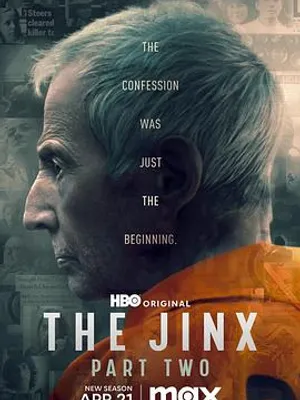 THE
CONFESSION
WAS
JUST
THE
BEGINNING.
HBO ORIGINAL
THE JINX
PART TWO
NEW SEASON
APR 21
max